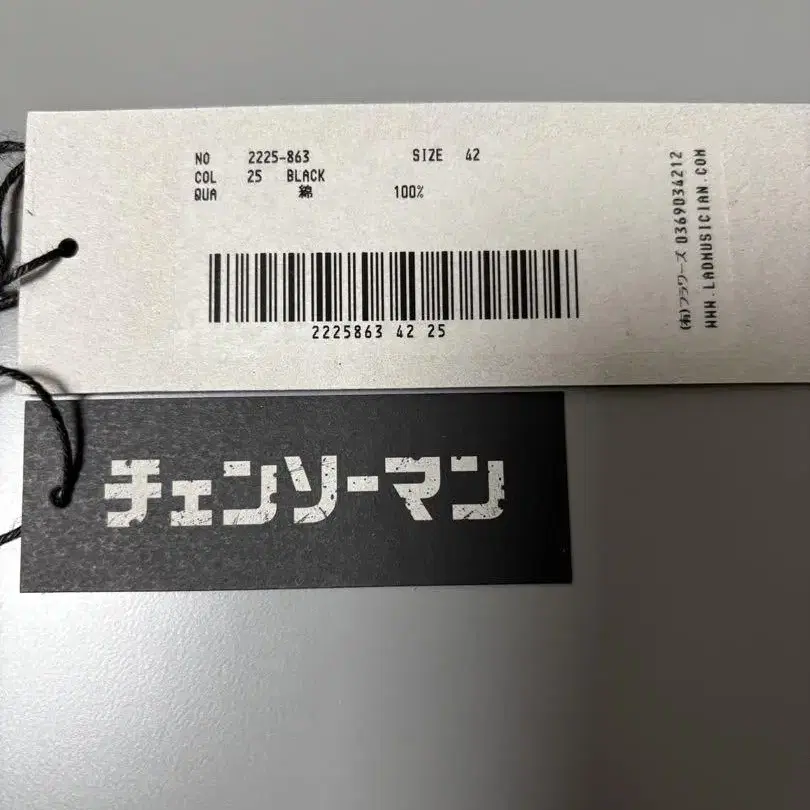 NO 2225-863 SIZE 42
COL 25 BLACK
QUA 綿 100%
2225863 42 25
(有)フラワーズ 0369034212
WWW.LADMUSICIAN.COM
チェンソーマン